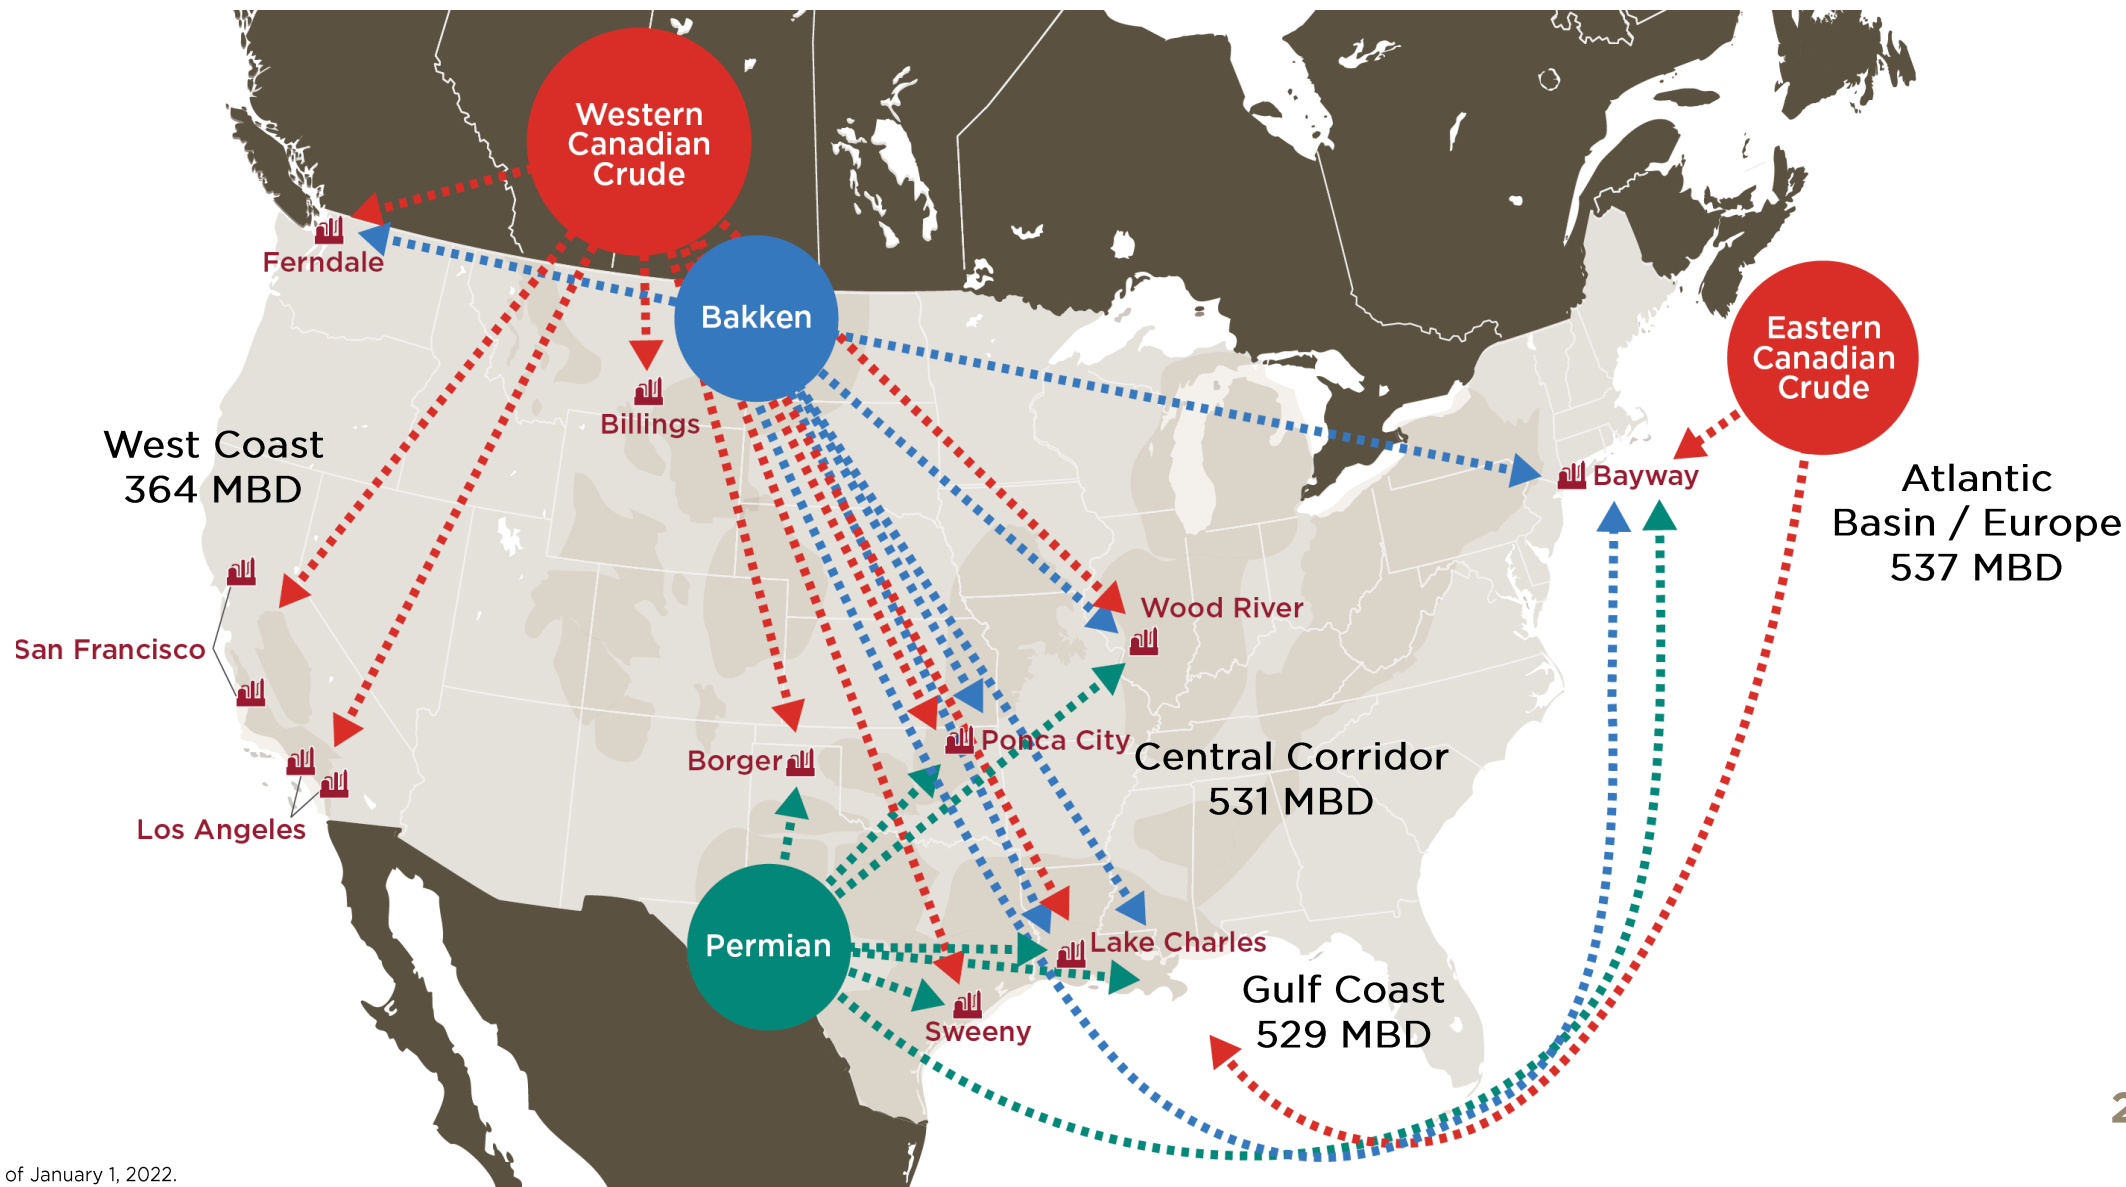 Western
Canadian
Crude
Ferndale
Bakken
Eastern
Canadian
Crude
Billings
West Coast
364 MBD
Bayway
Atlantic
Basin / Europe
537 MBD
Wood River
San Francisco
Ponca City
Borger
Central Corridor
531 MBD
Los Angeles
Permian
Lake Charles
Gulf Coast
529 MBD
Sweeny
2
of January 1, 2022.